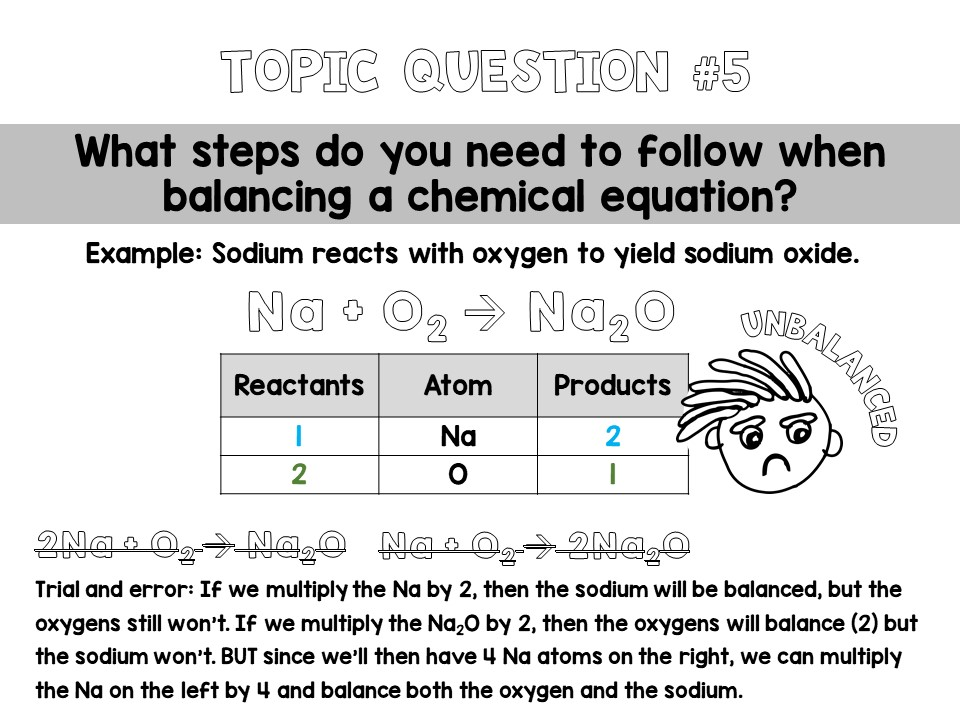 TOPIC QUESTION #5
What steps do you need to follow when
balancing a chemical equation?
Example: Sodium reacts with oxygen to yield sodium oxide.
Na + O₂ → Na₂O
UNBALANCED
Reactants Atom Products
1 Na 2
2 O 1
2Na + O₂ → Na₂O Na + O₂ → 2Na₂O
Trial and error: If we multiply the Na by 2, then the sodium will be balanced, but the
oxygens still won't. If we multiply the Na₂O by 2, then the oxygens will balance (2) but
the sodium won't. BUT since we'll then have 4 Na atoms on the right, we can multiply
the Na on the left by 4 and balance both the oxygen and the sodium.